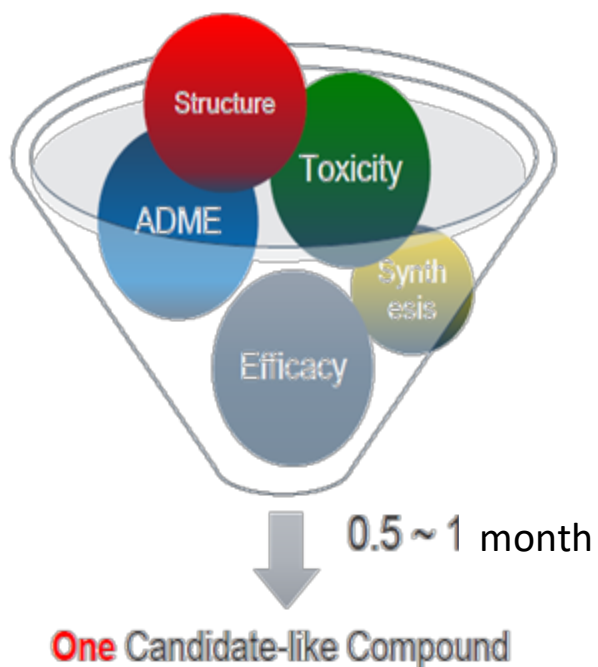 Structure
Toxicity
ADME
Synth
esis
Efficacy
0.5 ~ 1 month
One Candidate-like Compound